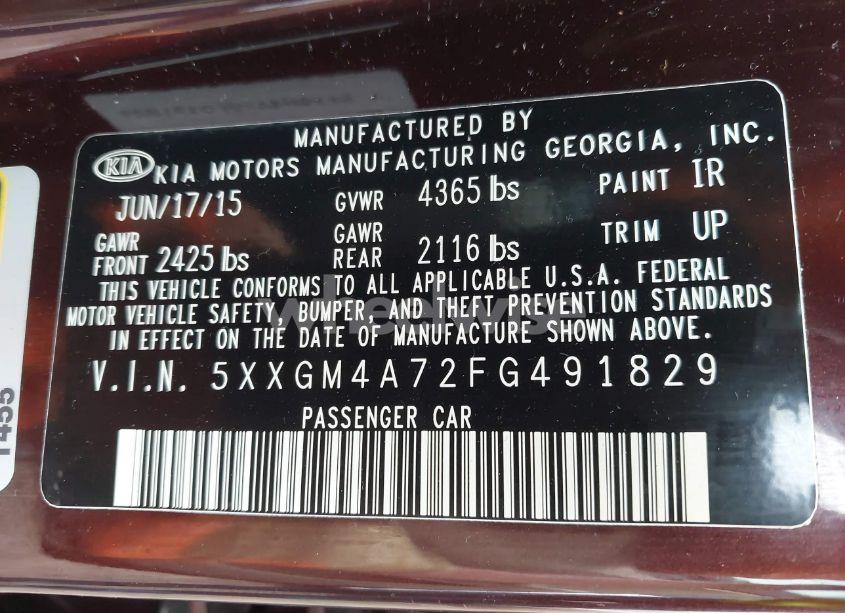 MANUFACTURED BY
KIA KIA MOTORS MANUFACTURING GEORGIA, INC.
JUN/17/15 GVWR 4365 lbs PAINT IR
GAWR FRONT 2425 lbs GAWR REAR 2116 lbs TRIM UP
THIS VEHICLE CONFORMS TO ALL APPLICABLE U.S.A. FEDERAL
MOTOR VEHICLE SAFETY, BUMPER, AND THEFT PREVENTION STANDARDS
IN EFFECT ON THE DATE OF MANUFACTURE SHOWN ABOVE.
V.I.N. 5XXGM4A72FG491829
PASSENGER CAR